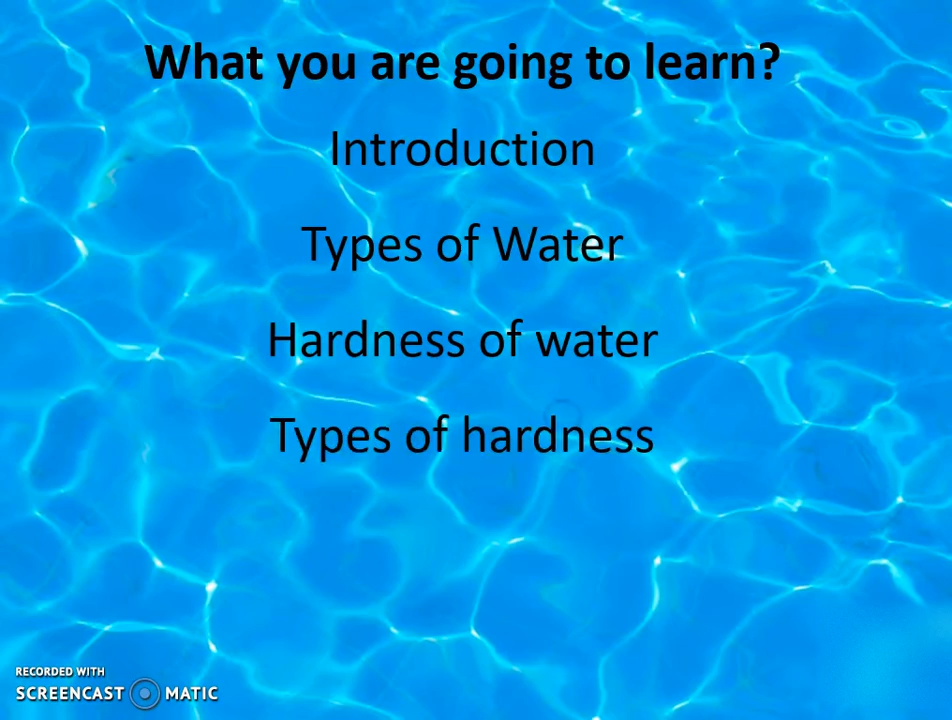 What you are going to learn?
Introduction
Types of Water
Hardness of water
Types of hardness
RECORDED WITH
SCREENCAST MATIC